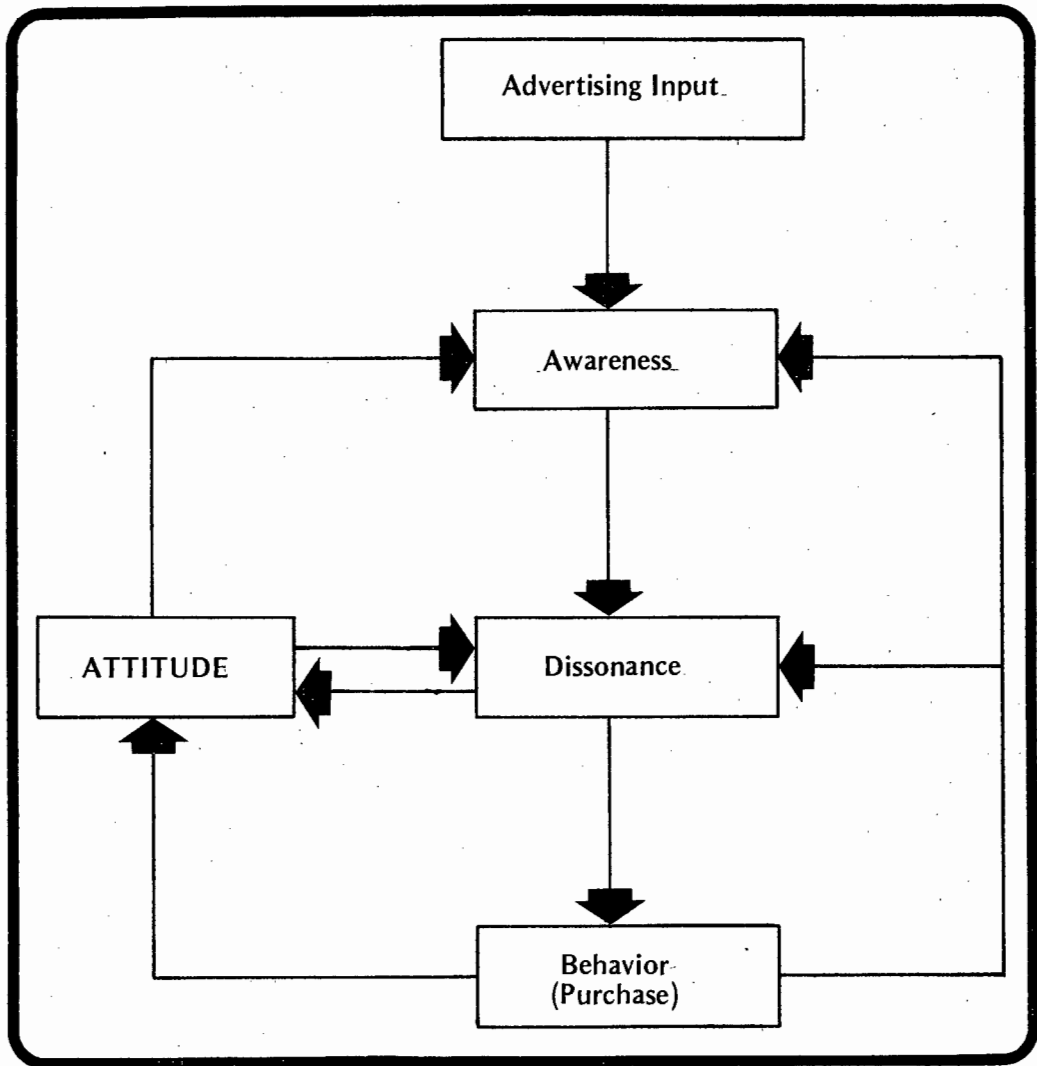 Advertising Input
Awareness
ATTITUDE
Dissonance
Behavior
(Purchase)